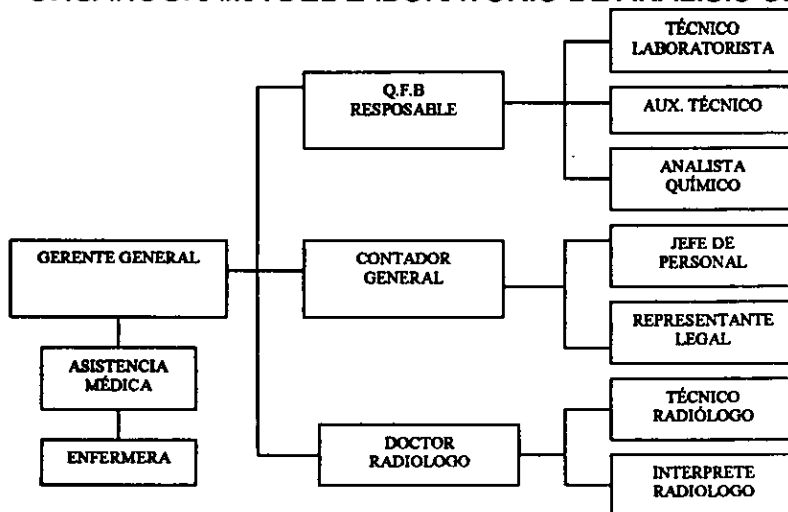 TÉCNICO
LABORATORISTA
Q.F.B
RESPOSABLE
AUX. TÉCNICO
ANALISTA
QUÍMICO
GERENTE GENERAL
CONTADOR
GENERAL
JEFE DE
PERSONAL
REPRESENTANTE
LEGAL
ASISTENCIA
MÉDICA
ENFERMERA
DOCTOR
RADIOLOGO
TÉCNICO
RADIÓLOGO
INTERPRETE
RADIOLOGO